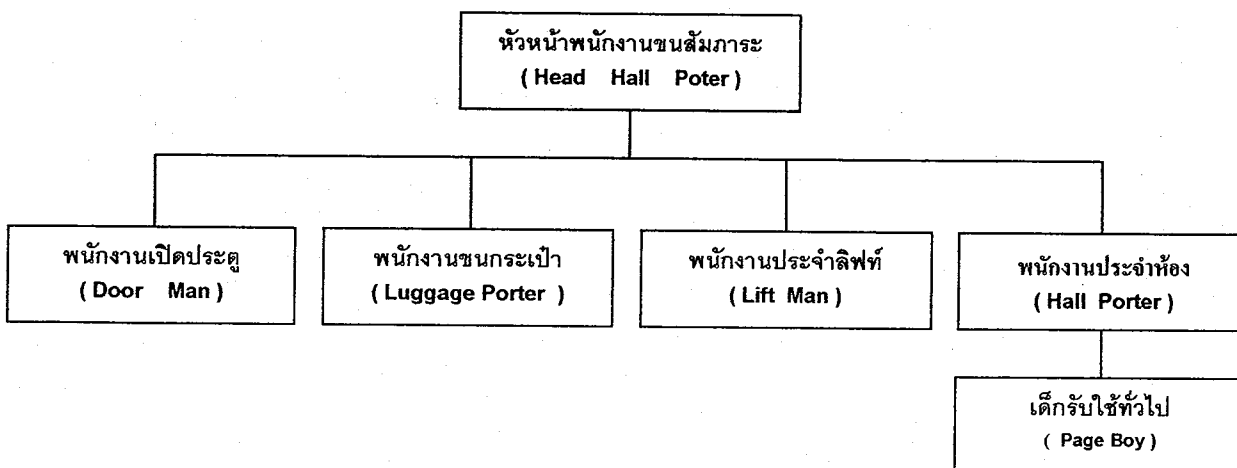 หัวหน้าพนักงานขนสัมภาระ
( Head Hall Poter )
พนักงานเปิดประตู
( Door Man )
พนักงานขนกระเป๋า
( Luggage Porter )
พนักงานประจำลิฟท์
( Lift Man )
พนักงานประจำห้อง
( Hall Porter )
เด็กรับใช้ทั่วไป
( Page Boy )